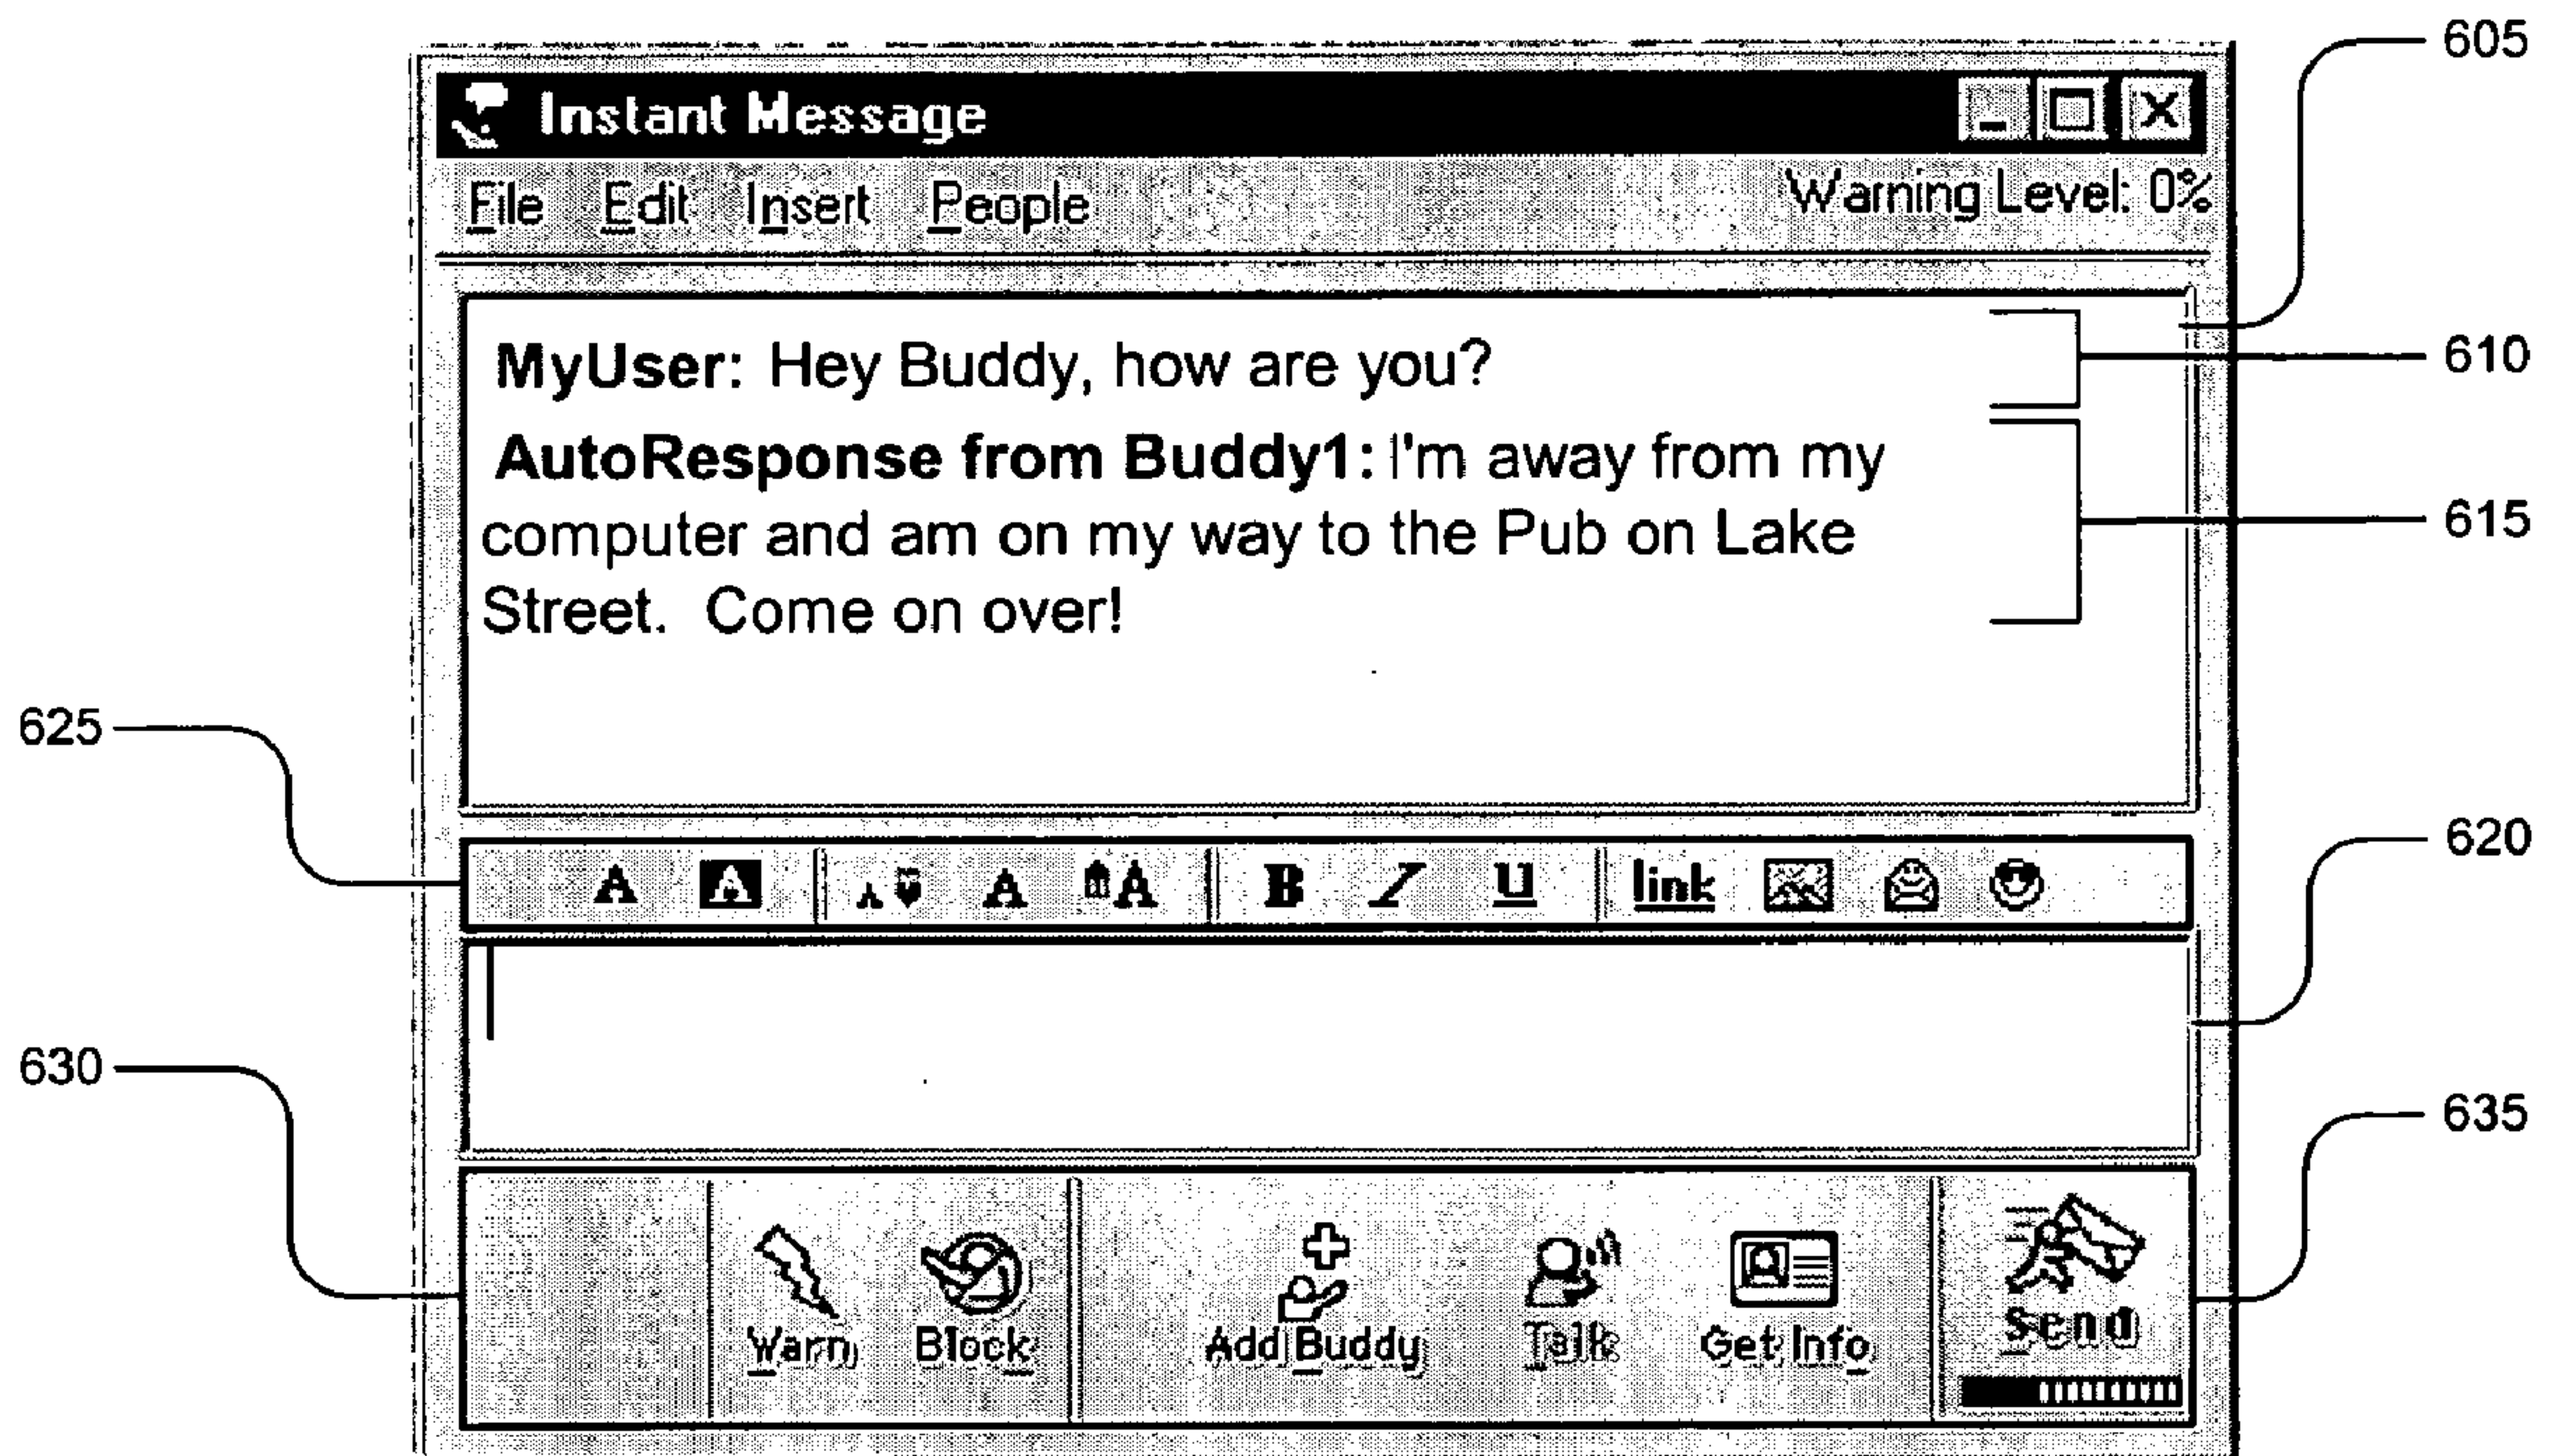 605
Instant Message
File Edit Insert People Warning Level: 0%
MyUser: Hey Buddy, how are you?
610
AutoResponse from Buddy1: I'm away from my
computer and am on my way to the Pub on Lake
615
Street. Come on over!
625
620
A A A A A B I U link
630
635
Warn Block Add Buddy Talk Get Info Send